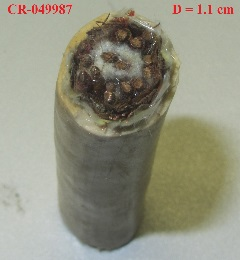 CR-049987 D = 1.1 cm